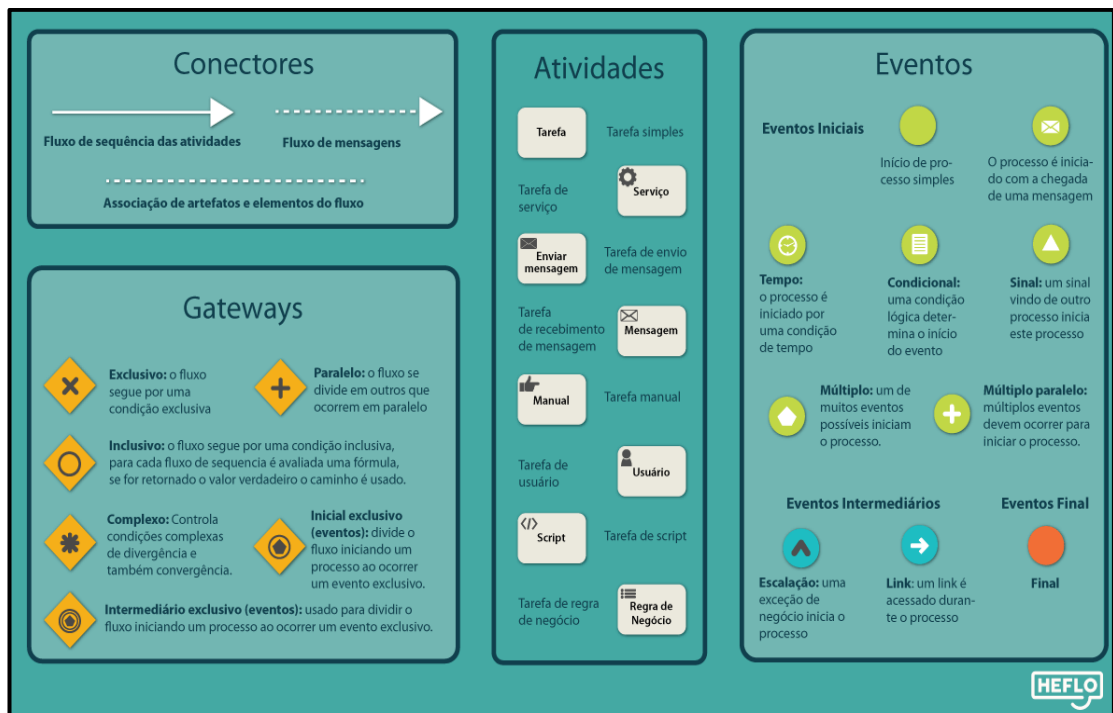 Conectores
Fluxo de sequência das atividades
Fluxo de mensagens
Associação de artefatos e elementos do fluxo
Gateways
Exclusivo: o fluxo
segue por uma
condição exclusiva
Paralelo: o fluxo se
divide em outros que
ocorrem em paralelo
Inclusivo: o fluxo segue por uma condição inclusiva,
para cada fluxo de sequencia é avaliada uma fórmula,
se for retornado o valor verdadeiro o caminho é usado.
Complexo: Controla
condições complexas
de divergência e
também convergência.
Inicial exclusivo
(eventos): divide o
fluxo iniciando um
processo ao ocorrer
um evento exclusivo.
Intermediário exclusivo (eventos): usado para dividir o
fluxo iniciando um processo ao ocorrer um evento exclusivo.
Atividades
Tarefa
Tarefa simples
Tarefa de
serviço
Serviço
Enviar
mensagem
Tarefa de envio
de mensagem
Tarefa
de recebimento
de mensagem
Mensagem
Manual
Tarefa manual
Tarefa de
usuário
Usuário
</>
Script
Tarefa de script
Tarefa de regra
de negócio
Regra de
Negócio
Eventos
Eventos Iniciais
Início de pro-
cesso simples
O processo é inicia-
do com a chegada
de uma mensagem
Tempo:
o processo é
iniciado por
uma condição
de tempo
Condicional:
uma condição
lógica deter-
mina o início
do evento
Sinal: um sinal
vindo de outro
processo inicia
este processo
Múltiplo: um de
muitos eventos
possíveis iniciam
o processo.
Múltiplo paralelo:
múltiplos eventos
devem ocorrer para
iniciar o processo.
Eventos Intermediários
Eventos Final
Escalação: uma
exceção de
negócio inicia o
processo
Link: um link é
acessado duran-
te o processo
Final
HEFLO